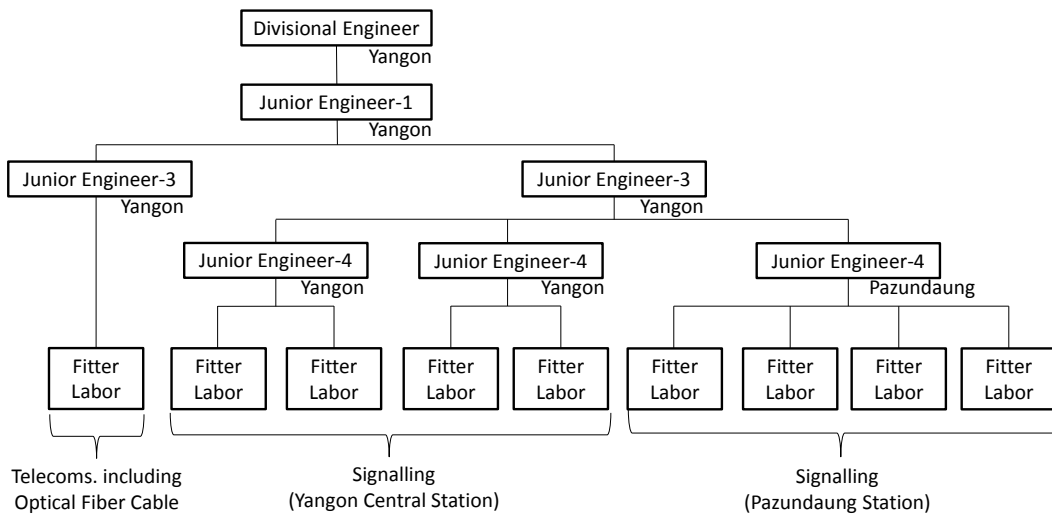 Divisional Engineer
Yangon
Junior Engineer-1
Yangon
Junior Engineer-3
Yangon
Junior Engineer-3
Yangon
Junior Engineer-4
Yangon
Junior Engineer-4
Yangon
Junior Engineer-4
Pazundaung
Fitter
Labor
Fitter
Labor
Fitter
Labor
Fitter
Labor
Fitter
Labor
Fitter
Labor
Fitter
Labor
Fitter
Labor
Fitter
Labor
Telecoms. including
Optical Fiber Cable
Signalling
(Yangon Central Station)
Signalling
(Pazundaung Station)